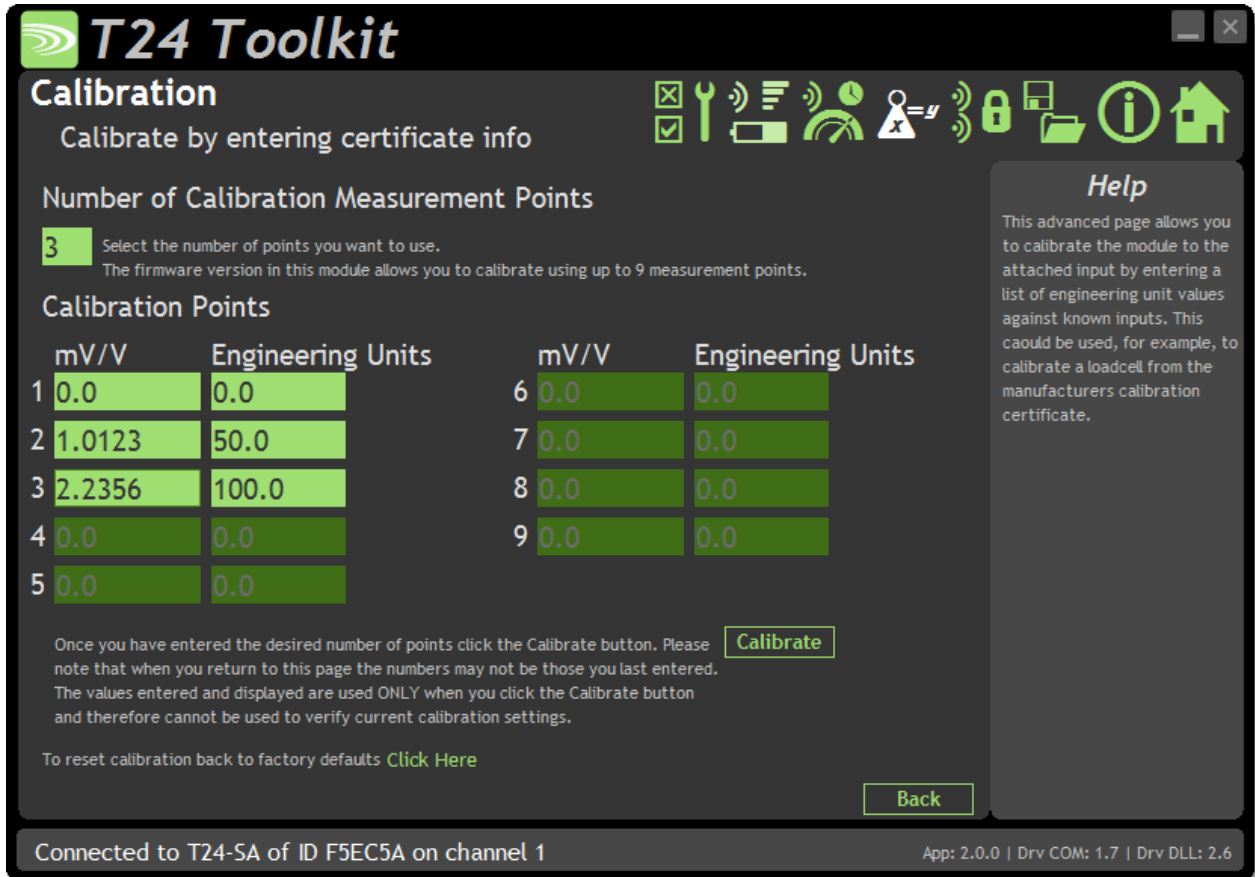 T24 Toolkit
Calibration
Calibrate by entering certificate info
x=y
Number of Calibration Measurement Points
3
Select the number of points you want to use.
The firmware version in this module allows you to calibrate using up to 9 measurement points.
Calibration Points
mV/V Engineering Units
1 0.0 0.0
2 1.0123 50.0
3 2.2356 100.0
4 0.0 0.0
5 0.0 0.0
mV/V Engineering Units
6 0.0 0.0
7 0.0 0.0
8 0.0 0.0
9 0.0 0.0
Once you have entered the desired number of points click the Calibrate button. Please
note that when you return to this page the numbers may not be those you last entered.
The values entered and displayed are used ONLY when you click the Calibrate button
and therefore cannot be used to verify current calibration settings.
Calibrate
To reset calibration back to factory defaults Click Here
Back
Help
This advanced page allows you
to calibrate the module to the
attached input by entering a
list of engineering unit values
against known inputs. This
caould be used, for example, to
calibrate a loadcell from the
manufacturers calibration
certificate.
Connected to T24-SA of ID F5EC5A on channel 1
App: 2.0.0 | Drv COM: 1.7 | Drv DLL: 2.6